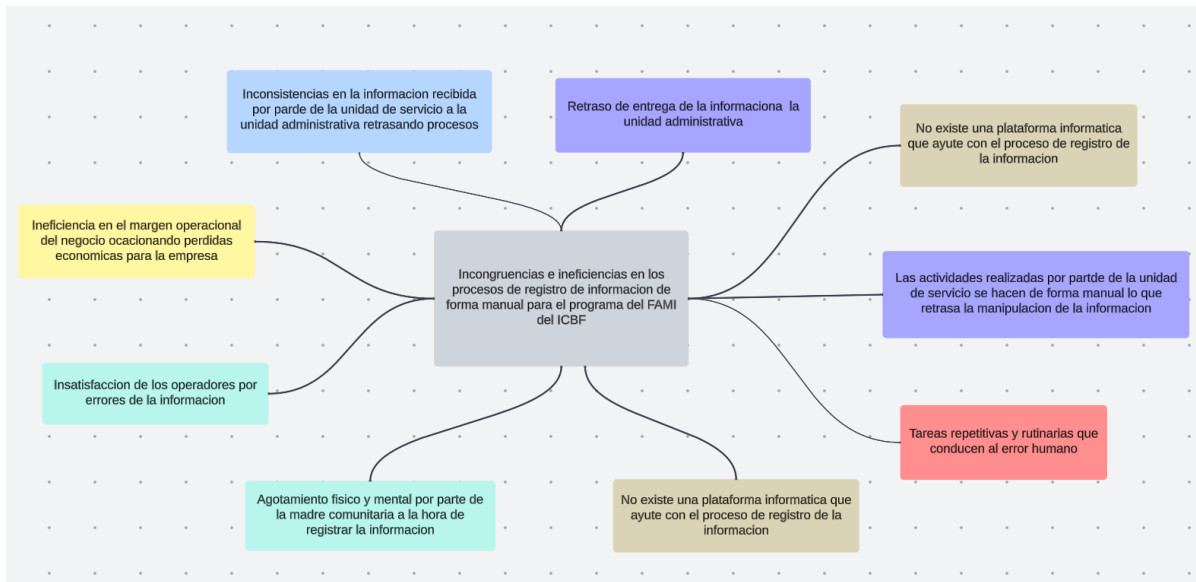 Inconsistencias en la informacion recibida
por parde de la unidad de servicio a la
unidad administrativa retrasando procesos
Retraso de entrega de la informaciona la
unidad administrativa
No existe una plataforma informatica
que ayute con el proceso de registro de
la informacion
Ineficiencia en el margen operacional
del negocio ocacionando perdidas
economicas para la empresa
Incongruencias e ineficiencias en los
procesos de registro de informacion de
forma manual para el programa del FAMI
del ICBF
Las actividades realizadas por partde de la unidad
de servicio se hacen de forma manual lo que
retrasa la manipulacion de la informacion
Insatisfaccion de los operadores por
errores de la informacion
Tareas repetitivas y rutinarias que
conducen al error humano
Agotamiento fisico y mental por parte de
la madre comunitaria a la hora de
registrar la informacion
No existe una plataforma informatica que
ayute con el proceso de registro de la
informacion